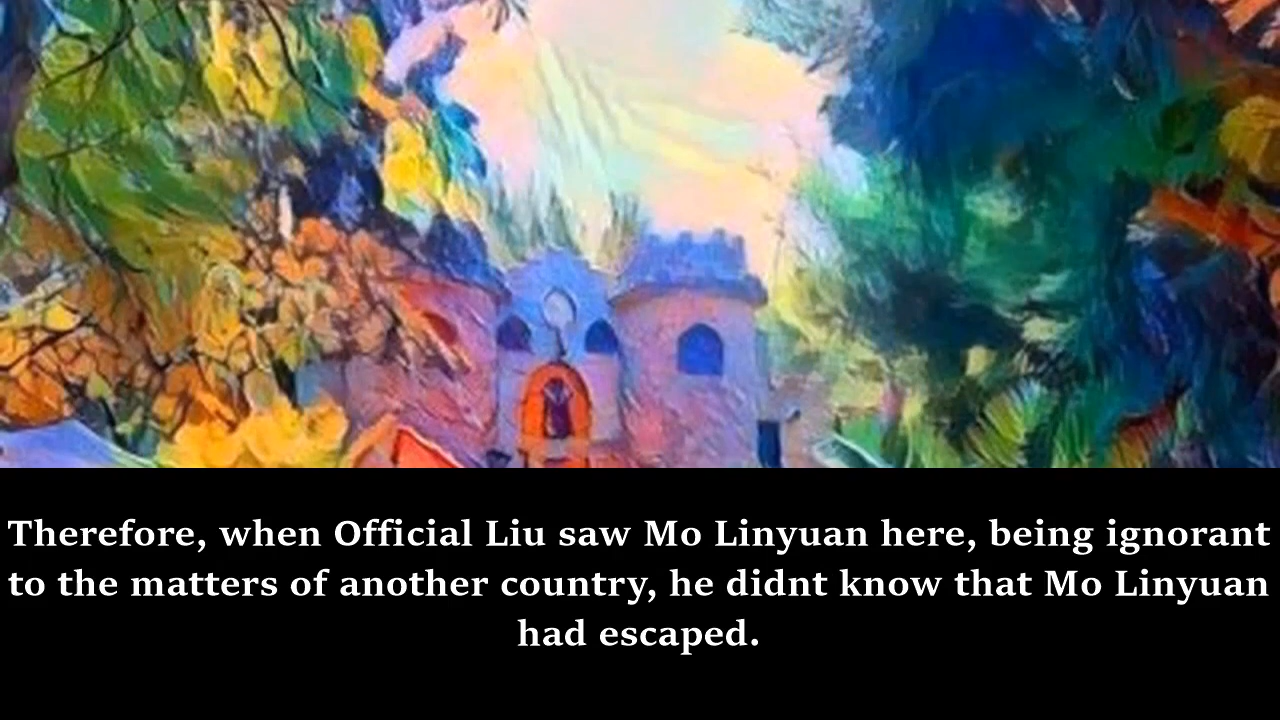 Therefore, when Official Liu saw Mo Linyuan here, being ignorant
to the matters of another country, he didnt know that Mo Linyuan
had escaped.